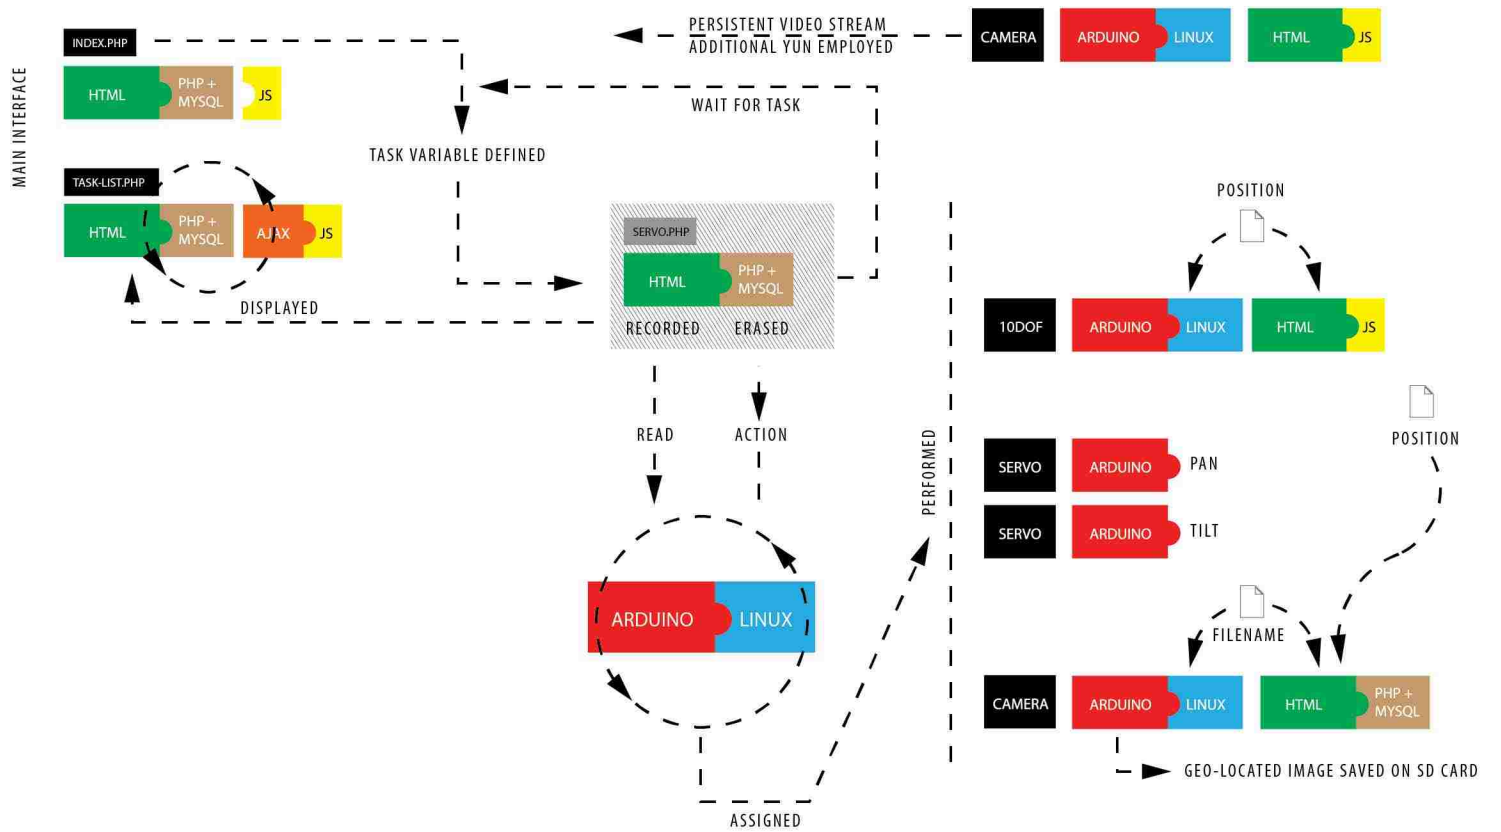 PERSISTENT VIDEO STREAM
ADDITIONAL YUN EMPLOYED
CAMERA
ARDUINO
LINUX
HTML
JS
MAIN INTERFACE
INDEX.PHP
HTML
PHP +
MYSQL
JS
WAIT FOR TASK
TASK VARIABLE DEFINED
TASK-LIST.PHP
HTML
PHP +
MYSQL
AJAX
JS
DISPLAYED
SERVO.PHP
HTML
PHP +
MYSQL
RECORDED
ERASED
READ
ACTION
ARDUINO
LINUX
ASSIGNED
PERFORMED
POSITION
10DOF
ARDUINO
LINUX
HTML
JS
POSITION
SERVO
ARDUINO
PAN
SERVO
ARDUINO
TILT
FILENAME
CAMERA
ARDUINO
LINUX
HTML
PHP +
MYSQL
GEO-LOCATED IMAGE SAVED ON SD CARD